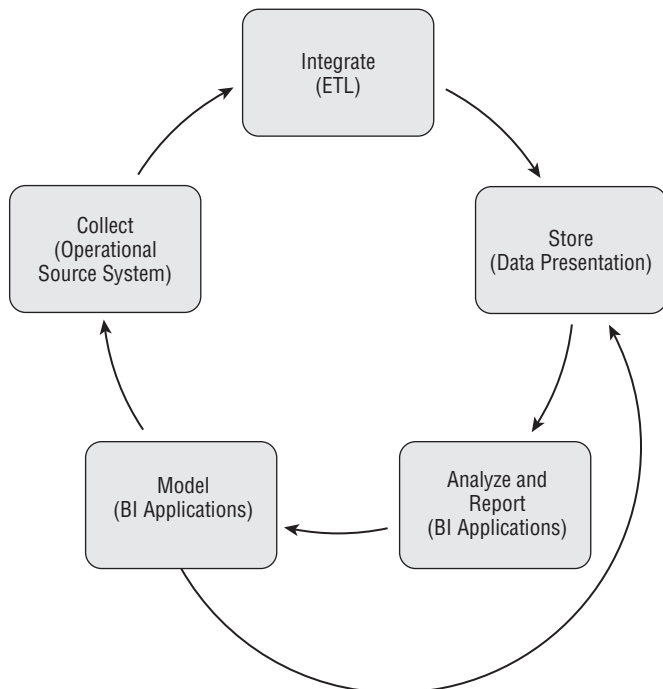 Integrate
(ETL)
Store
(Data Presentation)
Analyze and
Report
(BI Applications)
Model
(BI Applications)
Collect
(Operational
Source System)